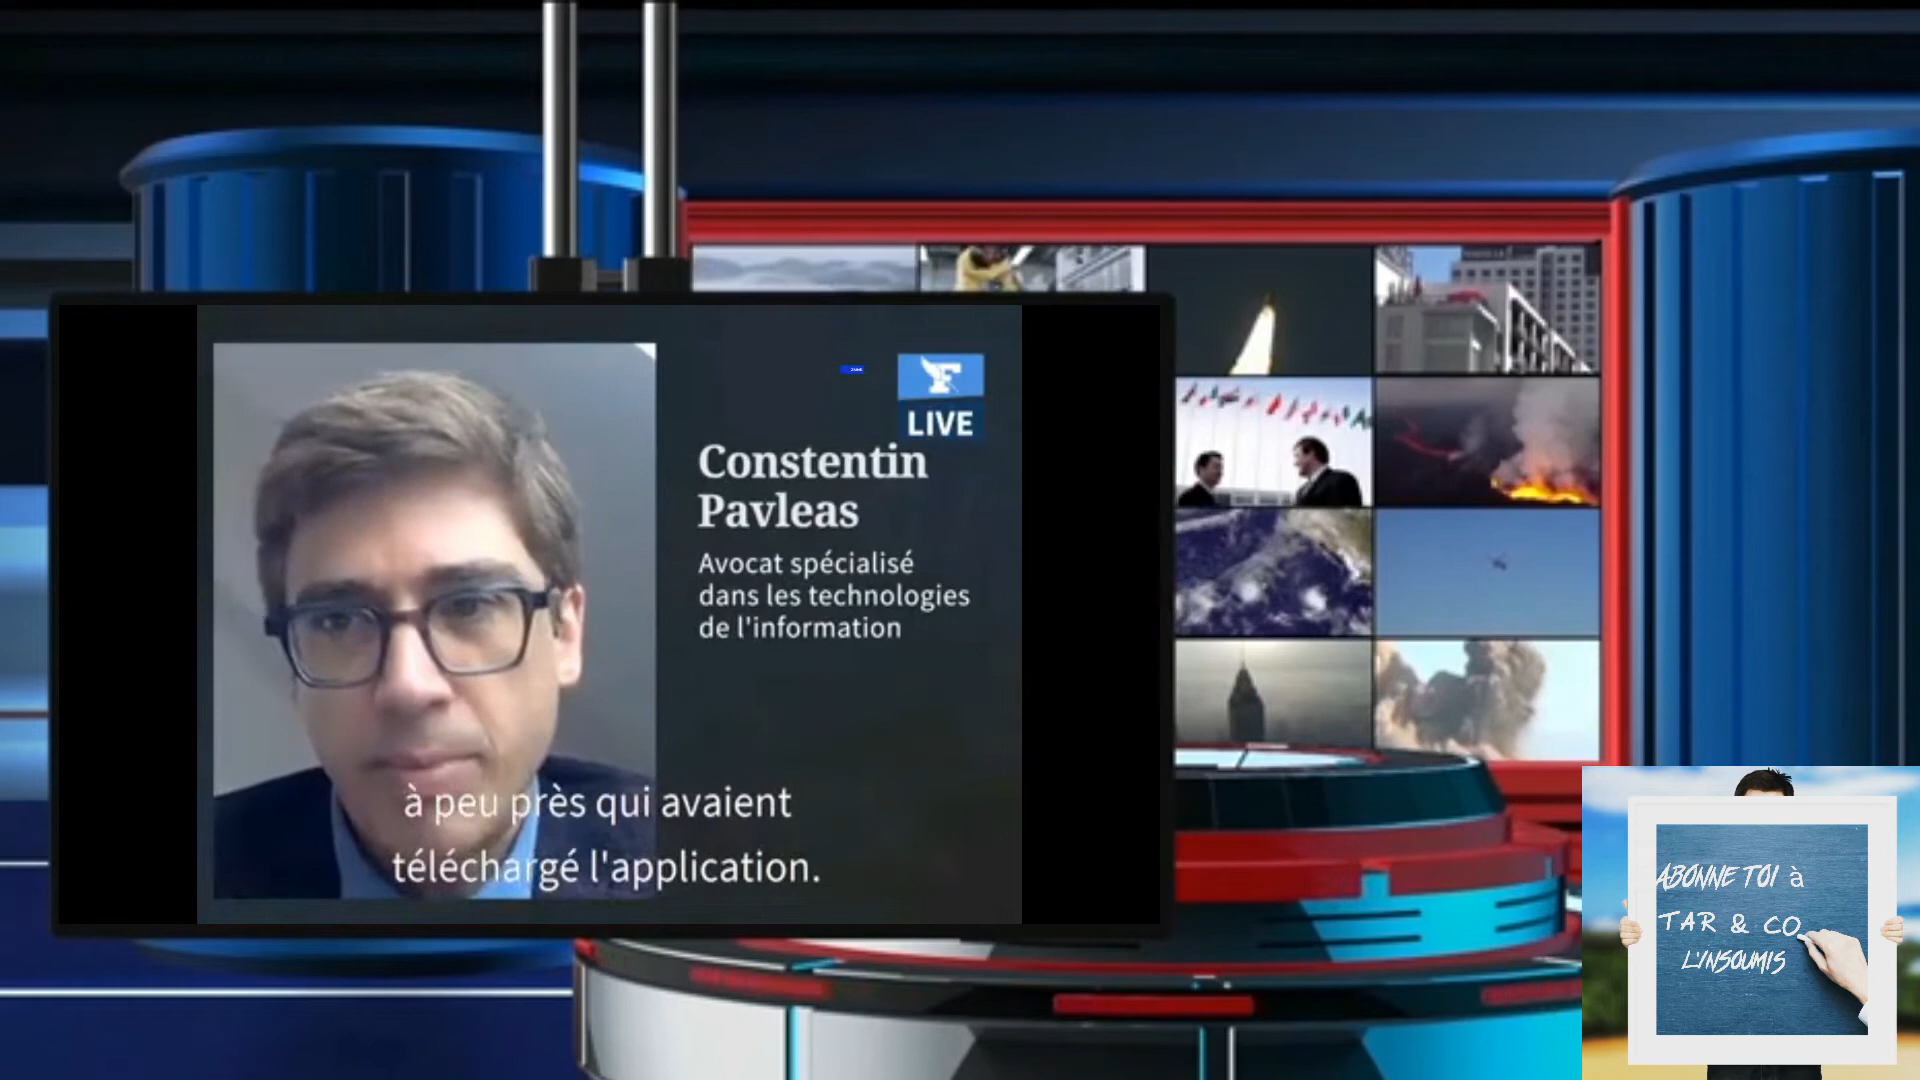 LIVE
Constentin
Pavleas
Avocat spécialisé
dans les technologies
de l'information
à peu près qui avaient
téléchargé l'application.
ABONNE TOI à
TAR & CO
L'INSOUMIS